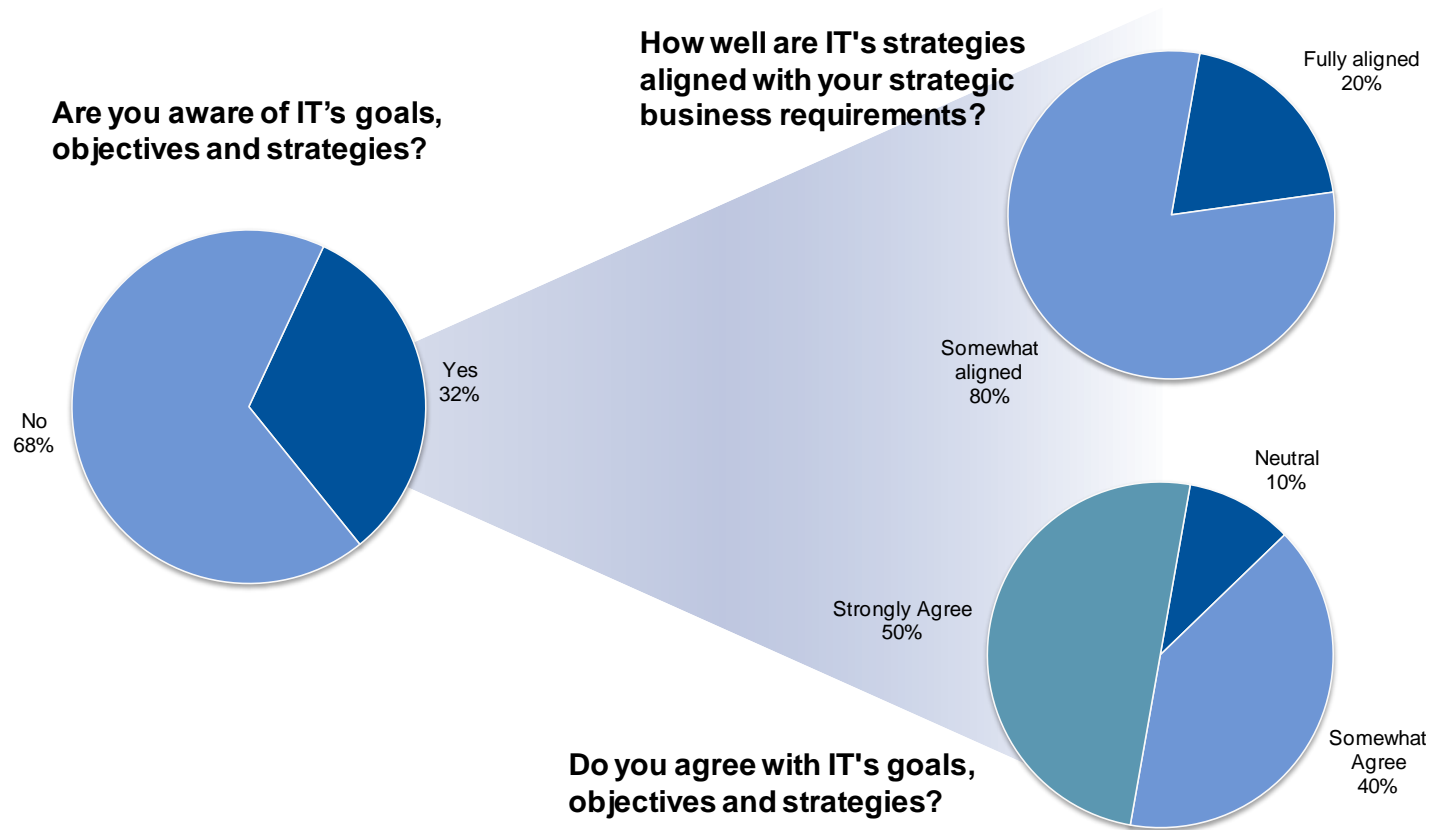 Are you aware of IT’s goals,
objectives and strategies?
No
68%
Yes
32%
How well are IT's strategies
aligned with your strategic
business requirements?
Fully aligned
20%
Somewhat
aligned
80%
Do you agree with IT's goals,
objectives and strategies?
Neutral
10%
Strongly Agree
50%
Somewhat
Agree
40%